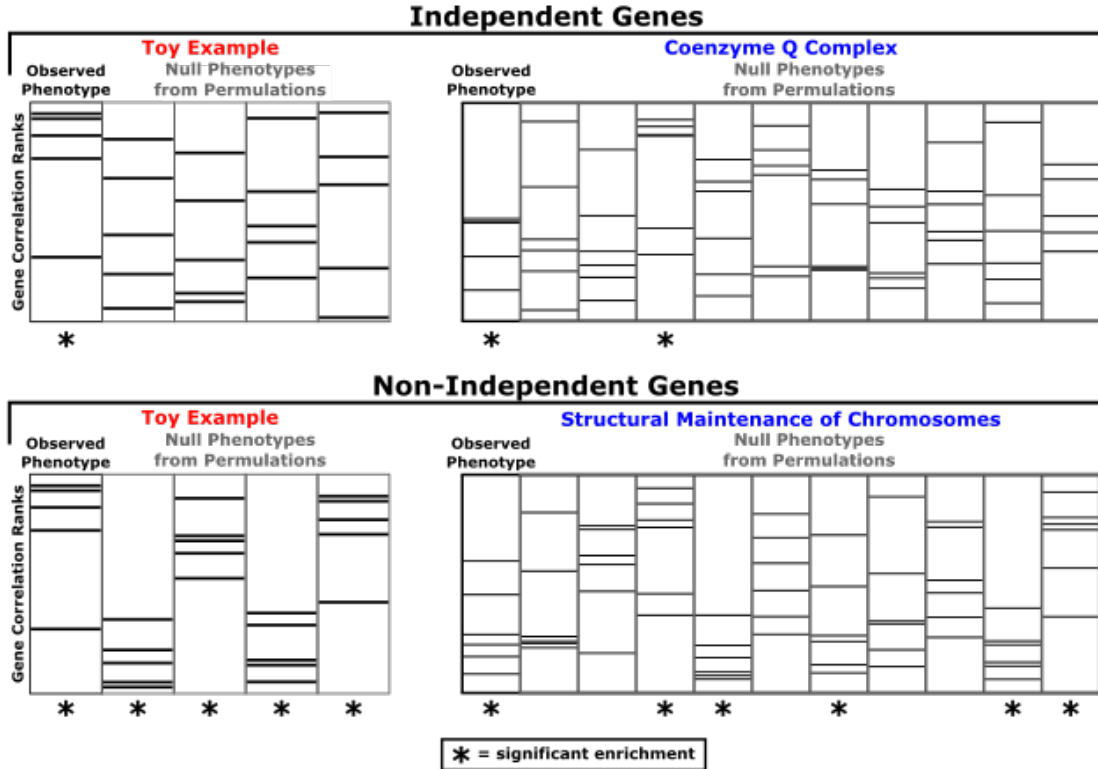 Independent Genes
Toy Example
Coenzyme Q Complex
Observed
Phenotype
Null Phenotypes
from Permulations
Observed
Phenotype
Null Phenotypes
from Permulations
Gene Correlation Ranks
*
*
*
Non-Independent Genes
Toy Example
Structural Maintenance of Chromosomes
Observed
Phenotype
Null Phenotypes
from Permulations
Observed
Phenotype
Null Phenotypes
from Permulations
Gene Correlation Ranks
* * * * *
* * * * * *
* = significant enrichment